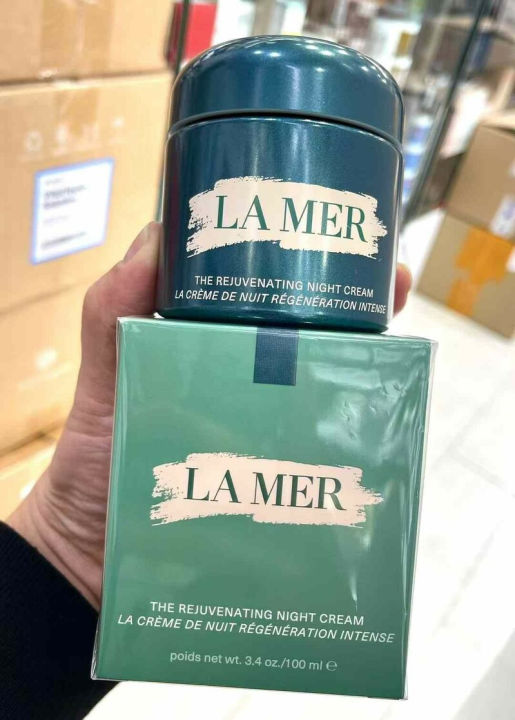 LA MER
THE REJUVENATING NIGHT CREAM
LA CRÈME DE NUIT RÉGÉNÉRATION INTENSE
LA MER
THE REJUVENATING NIGHT CREAM
LA CRÈME DE NUIT RÉGÉNÉRATION INTENSE
poids net wt. 3.4 oz./100 ml ℮